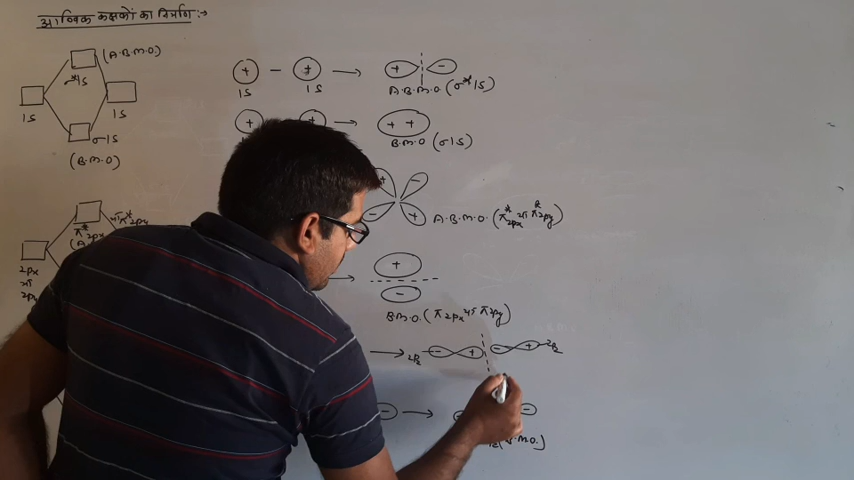 आण्विक कक्षकों का निर्माण :→
(A.B.M.O)
σ*1S
1S
1S
σ1S
(B.M.O)
+ - + → + -
1S 1S
A.B.M.O. (σ*1S)
+ + → + +
B.M.O (σ1S)
+ - - +
A.B.M.O. (π*2px या π*2py)
π*2px या π*2py
2px
या
→ + -
B.M.O. (π2px या π2py)
→ 2pz - + - + 2pz
- → -